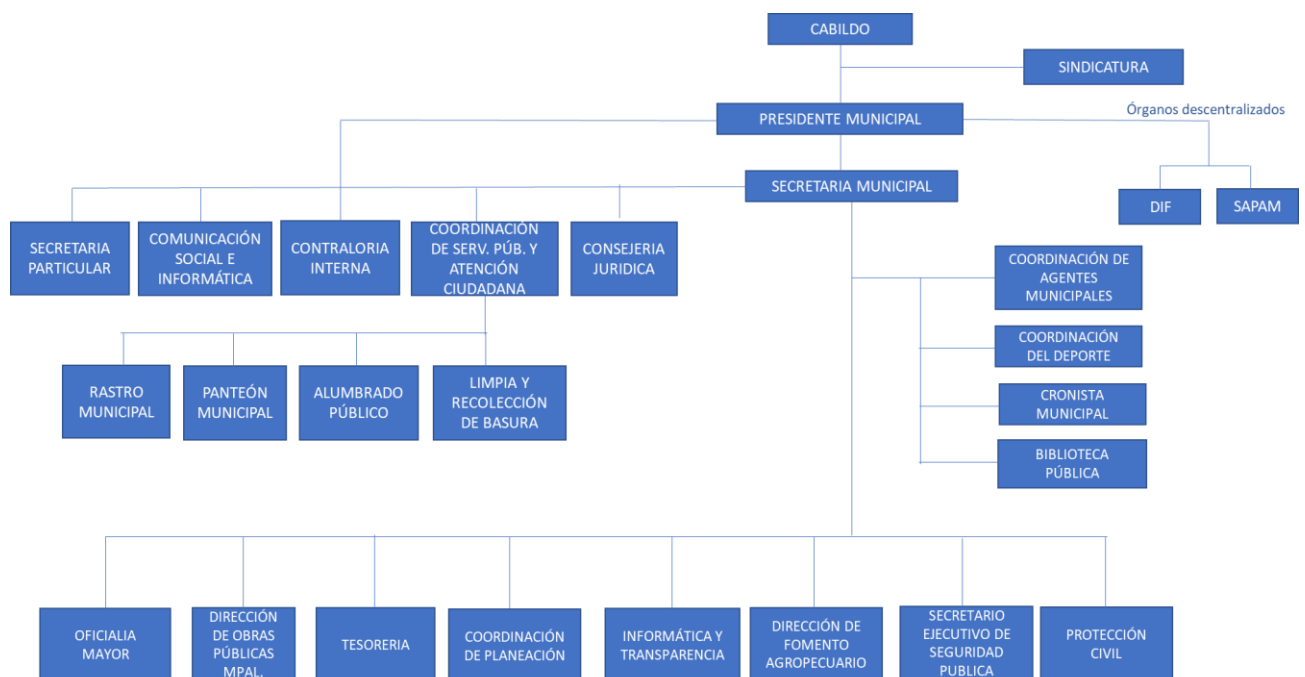 CABILDO
SINDICATURA
Órganos descentralizados
PRESIDENTE MUNICIPAL
SECRETARIA MUNICIPAL
DIF
SAPAM
SECRETARIA
PARTICULAR
COMUNICACIÓN
SOCIAL E
INFORMÁTICA
CONTRALORIA
INTERNA
COORDINACIÓN
DE SERV. PÚB. Y
ATENCIÓN
CIUDADANA
CONSEJERIA
JURIDICA
COORDINACIÓN DE
AGENTES
MUNICIPALES
COORDINACIÓN
DEL DEPORTE
CRONISTA
MUNICIPAL
BIBLIOTECA
PÚBLICA
RASTRO
MUNICIPAL
PANTEÓN
MUNICIPAL
ALUMBRADO
PÚBLICO
LIMPIA Y
RECOLECCIÓN
DE BASURA
OFICIALIA
MAYOR
DIRECCIÓN
DE OBRAS
PÚBLICAS
MPAL.
TESORERIA
COORDINACIÓN
DE PLANEACIÓN
INFORMÁTICA Y
TRANSPARENCIA
DIRECCIÓN DE
FOMENTO
AGROPECUARIO
SECRETARIO
EJECUTIVO DE
SEGURIDAD
PUBLICA
PROTECCIÓN
CIVIL